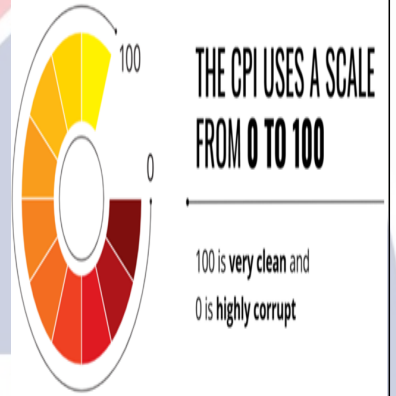 100
0
THE CPI USES A SCALE
FROM 0 TO 100
100 is very clean and
0 is highly corrupt